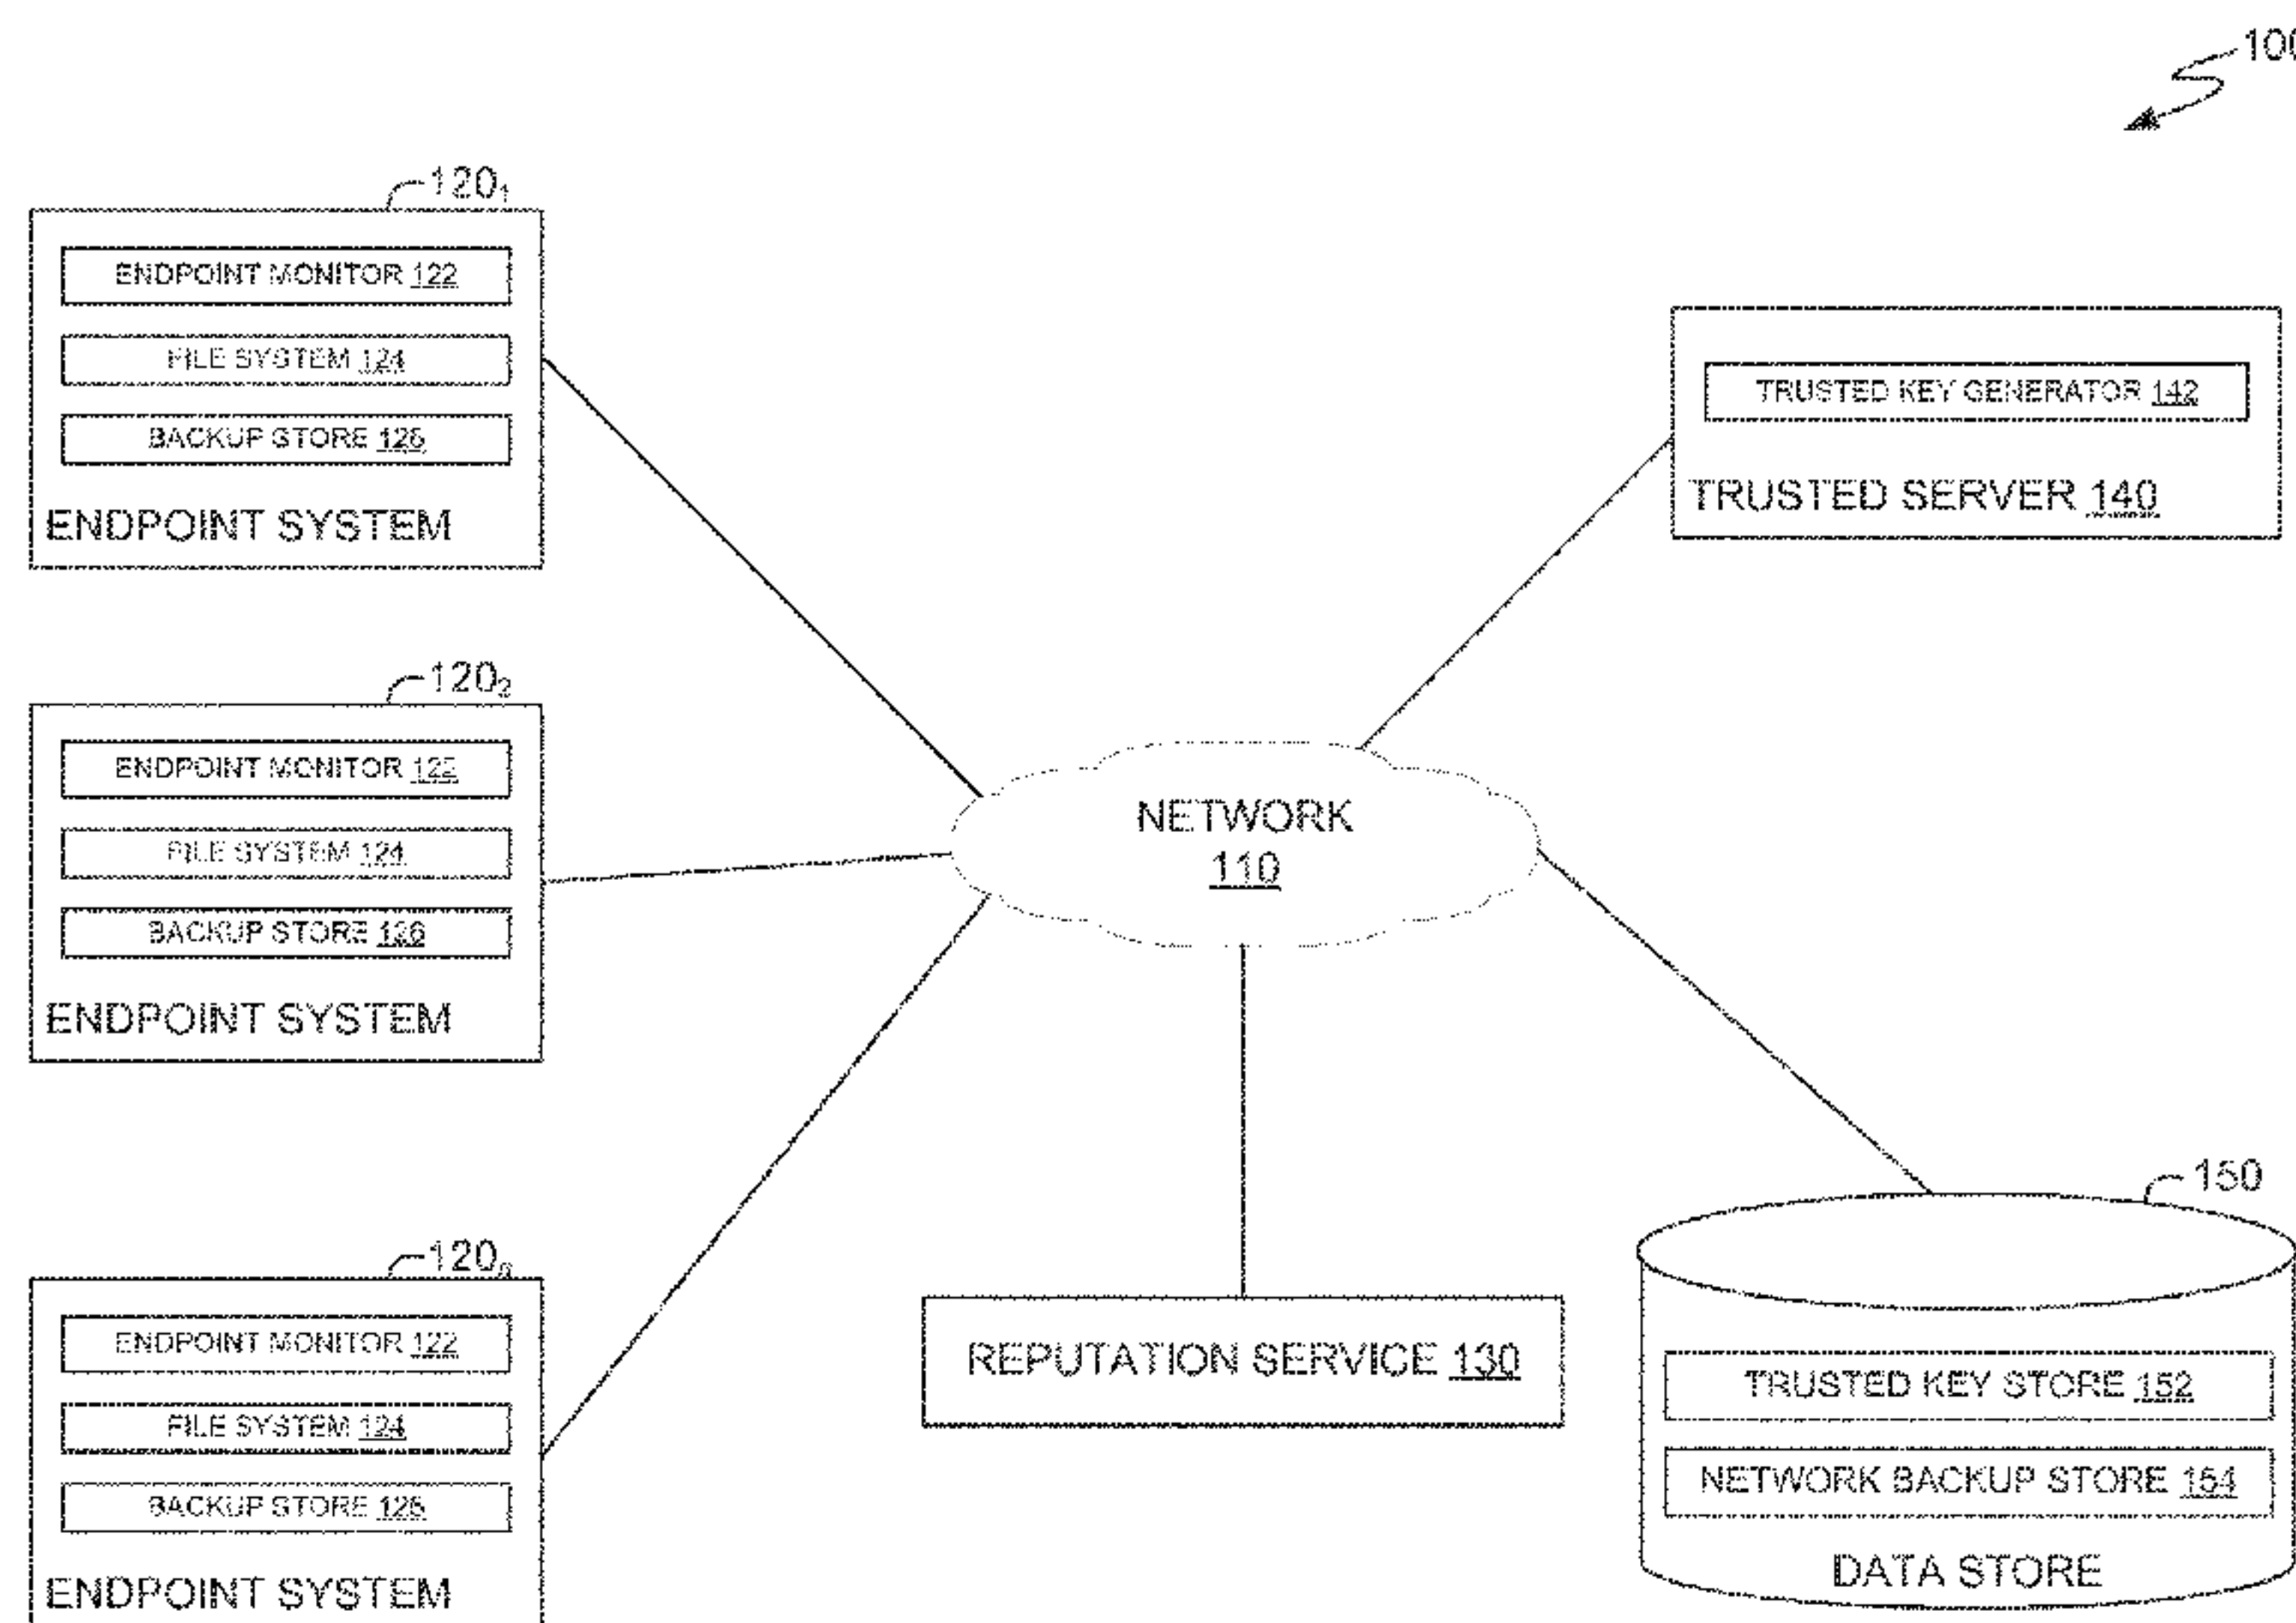 100
120₁
ENDPOINT MONITOR 122
FILE SYSTEM 124
BACKUP STORE 126
ENDPOINT SYSTEM
TRUSTED KEY GENERATOR 142
TRUSTED SERVER 140
120₂
ENDPOINT MONITOR 122
FILE SYSTEM 124
BACKUP STORE 126
ENDPOINT SYSTEM
NETWORK
110
120ₙ
ENDPOINT MONITOR 122
FILE SYSTEM 124
BACKUP STORE 126
ENDPOINT SYSTEM
REPUTATION SERVICE 130
150
TRUSTED KEY STORE 152
NETWORK BACKUP STORE 154
DATA STORE